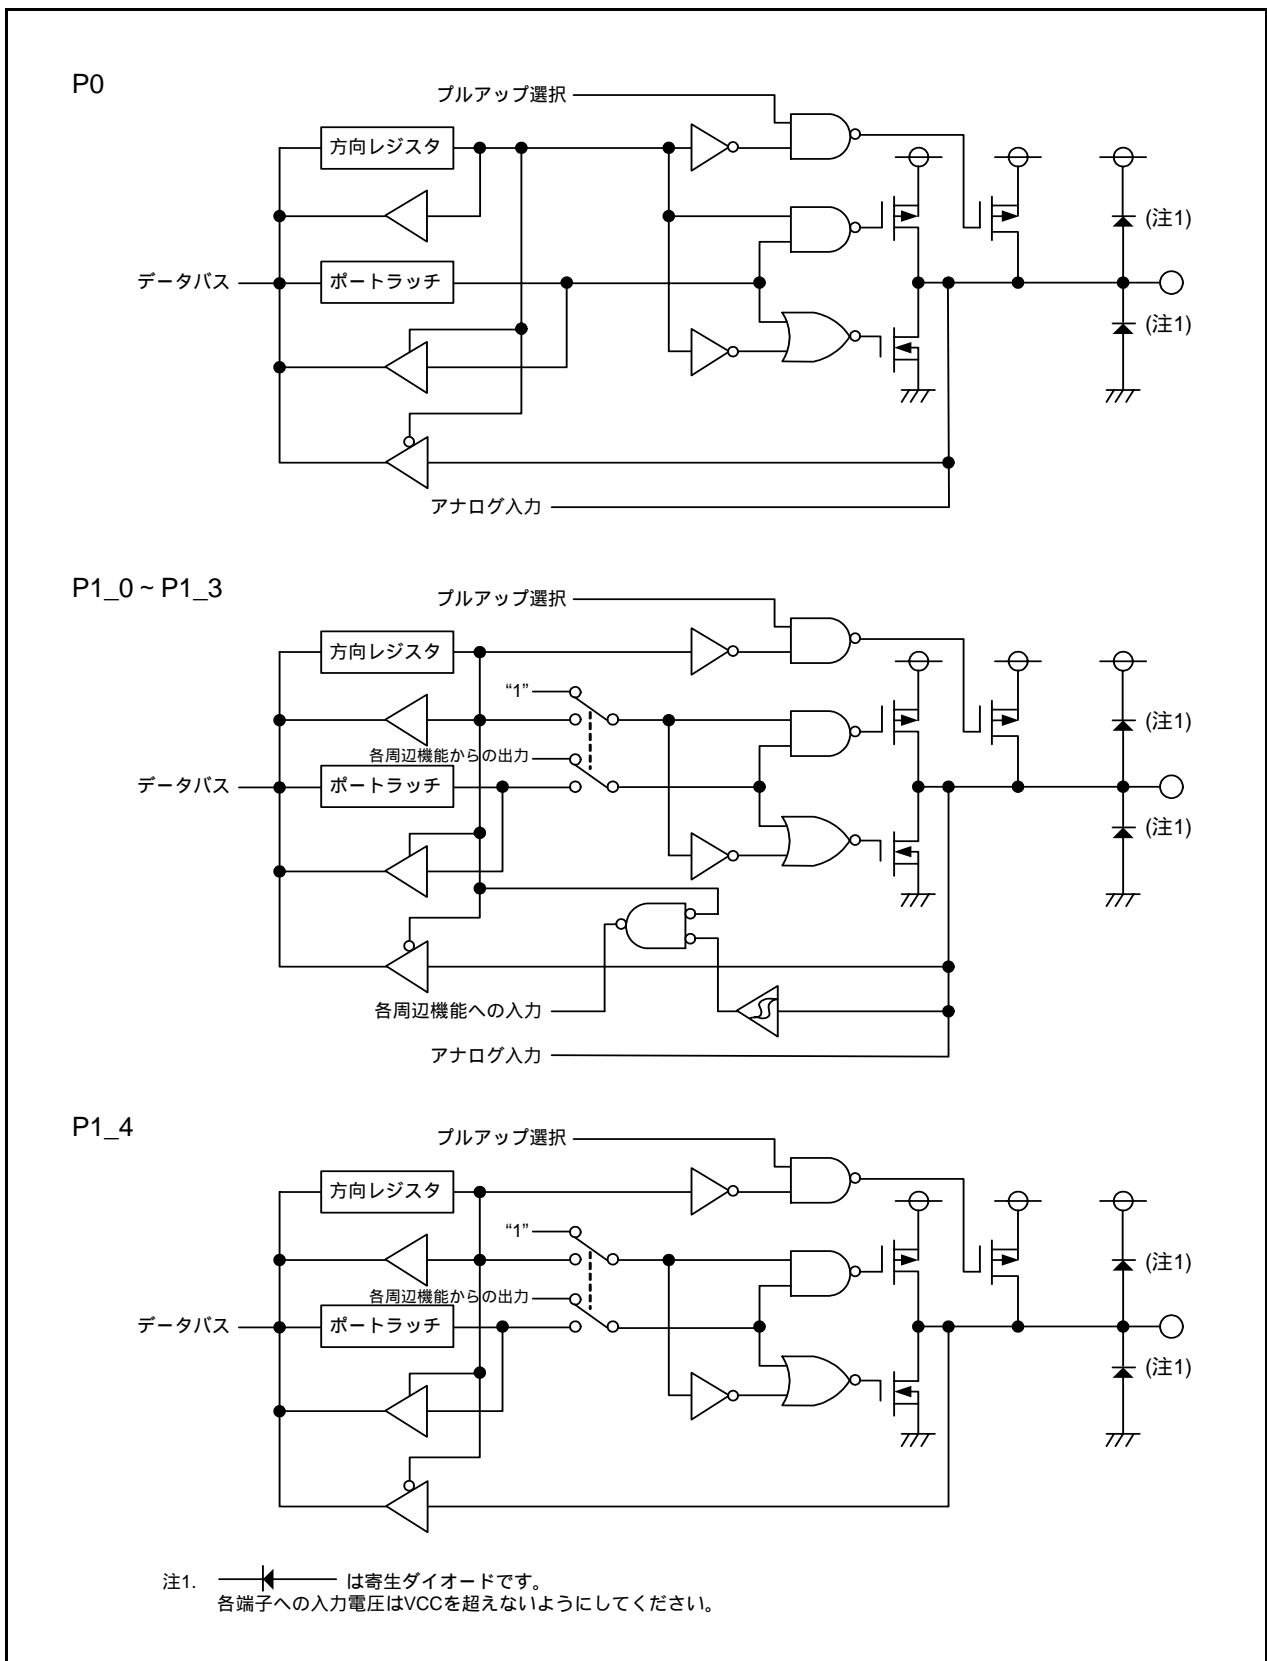 P0
プルアップ選択
方向レジスタ
(注1)
データバス
ポートラッチ
(注1)
アナログ入力
P1_0 ~ P1_3
プルアップ選択
方向レジスタ
“1”
(注1)
各周辺機能からの出力
データバス
ポートラッチ
(注1)
各周辺機能への入力
アナログ入力
P1_4
プルアップ選択
方向レジスタ
“1”
(注1)
各周辺機能からの出力
データバス
ポートラッチ
(注1)
注1. は寄生ダイオードです。
各端子への入力電圧はVCCを超えないようにしてください。